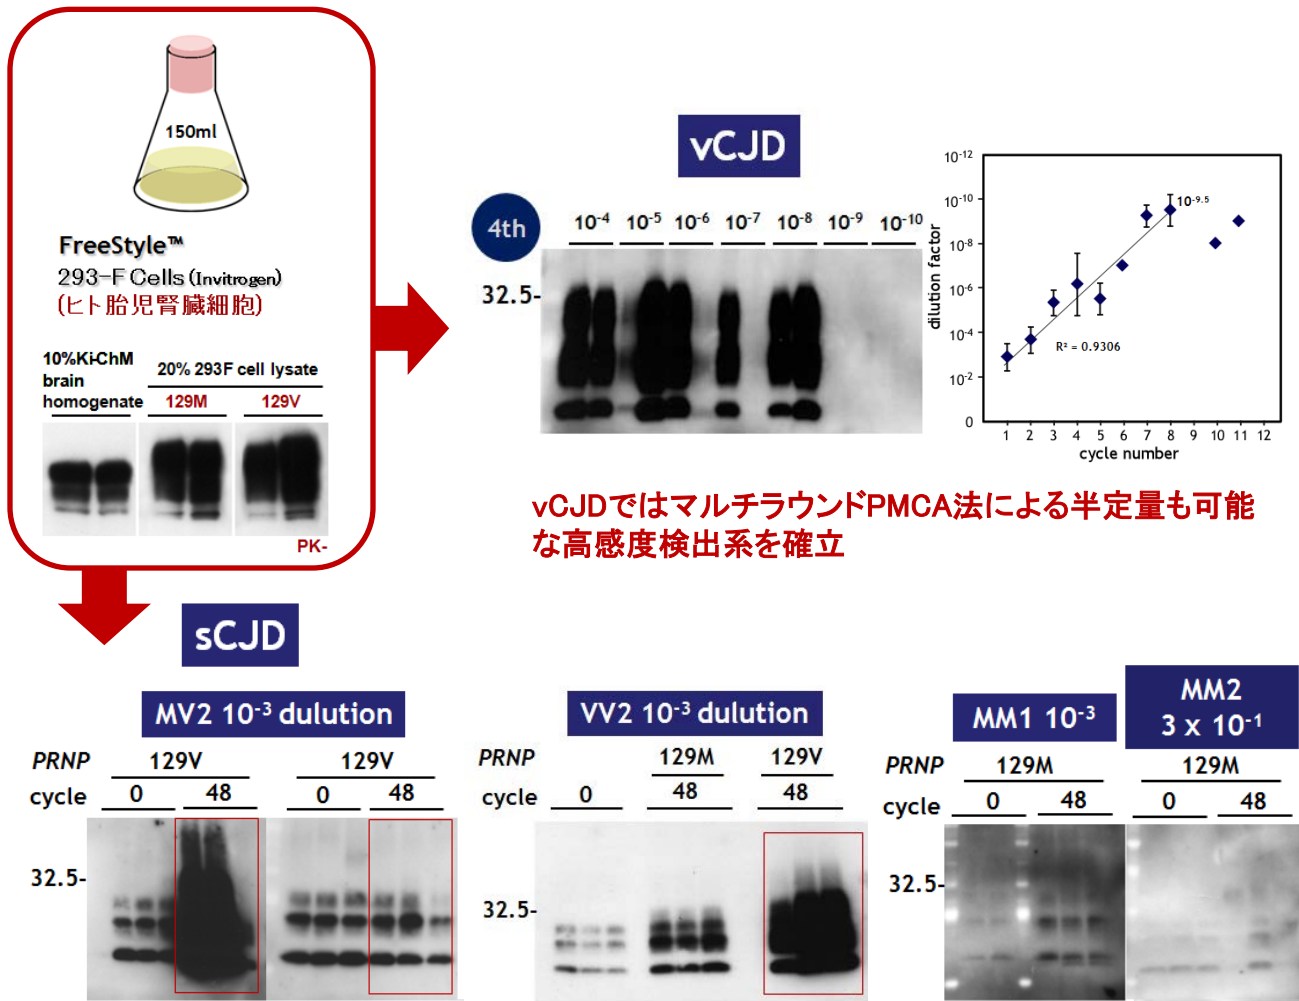 150ml
FreeStyle™
293-F Cells (Invitrogen)
(ヒト胎児腎臓細胞)
10%Ki-ChM
brain
homogenate
20% 293F cell lysate
129M
129V
PK-
vCJD
4th
10-4
10-5
10-6
10-7
10-8
10-9
10-10
32.5-
10-12
10-10
10-8
10-6
10-4
10-2
0
dilution factor
10-9.5
R² = 0.9306
1 2 3 4 5 6 7 8 9 10 11 12
cycle number
vCJDではマルチラウンドPMCA法による半定量も可能
な高感度検出系を確立
sCJD
MV2 10-3 dulution
PRNP
129V
129V
cycle
0
48
0
48
32.5-
VV2 10-3 dulution
PRNP
129M
129V
cycle
0
48
48
32.5-
MM1 10-3
MM2
3 x 10-1
PRNP
129M
129M
cycle
0
48
0
48
32.5-